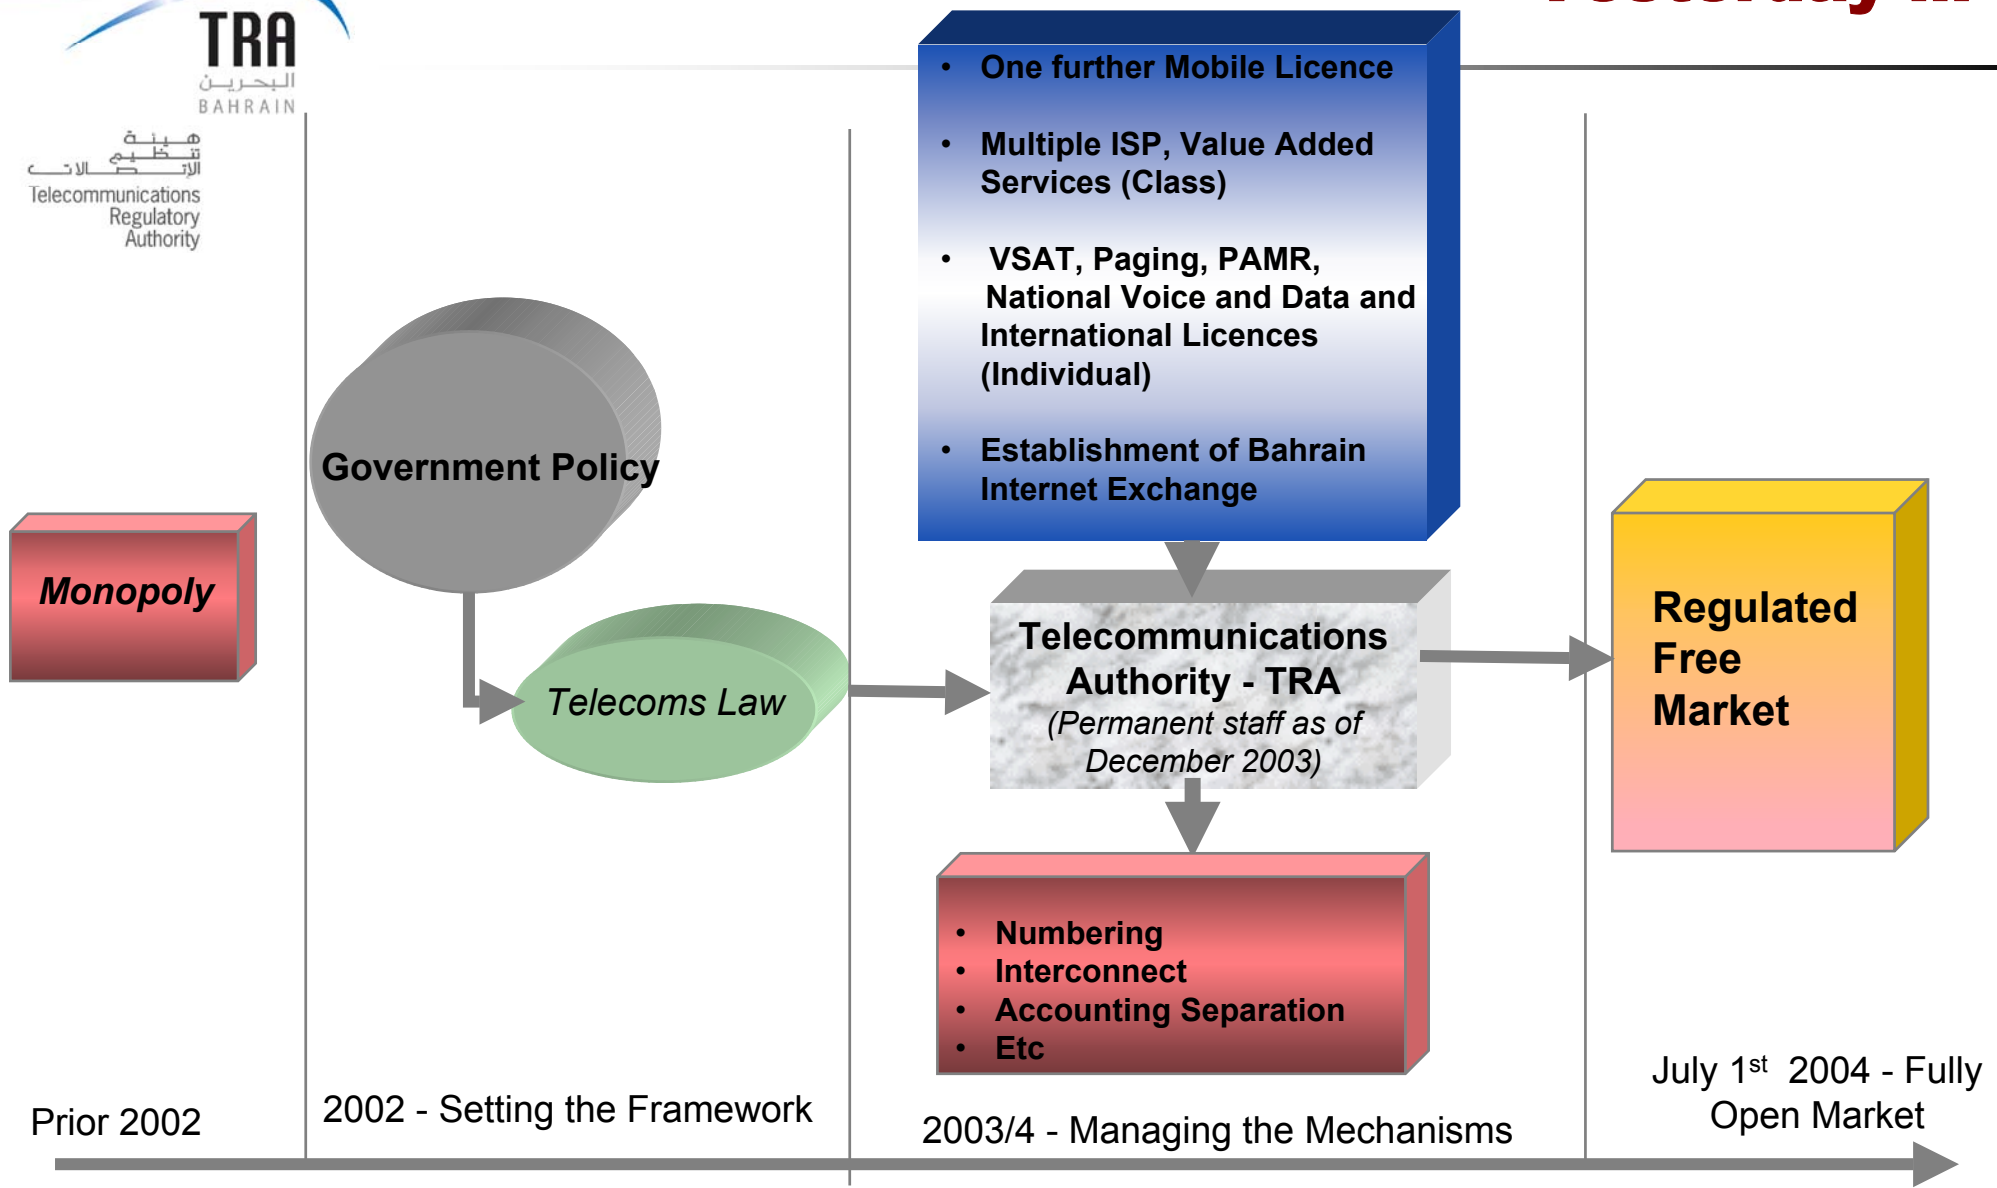 Yesterday ...
TRA
البحرين
BAHRAIN
هيئة
تنظيم
الإتصالات
Telecommunications
Regulatory
Authority
• One further Mobile Licence
• Multiple ISP, Value Added
Services (Class)
• VSAT, Paging, PAMR,
National Voice and Data and
International Licences
(Individual)
• Establishment of Bahrain
Internet Exchange
Government Policy
Monopoly
Telecoms Law
Telecommunications
Authority - TRA
(Permanent staff as of
December 2003)
Regulated
Free
Market
• Numbering
• Interconnect
• Accounting Separation
• Etc
Prior 2002
2002 - Setting the Framework
2003/4 - Managing the Mechanisms
July 1st 2004 - Fully
Open Market